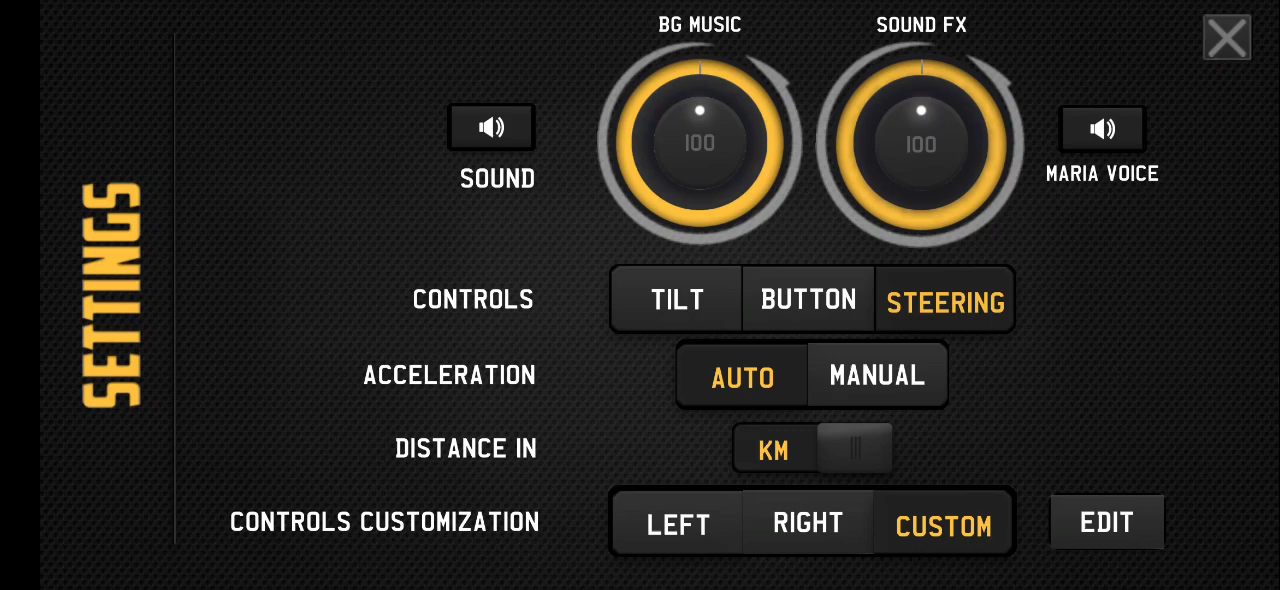 SETTINGS
BG MUSIC
SOUND FX
100
100
SOUND
MARIA VOICE
CONTROLS
TILT
BUTTON
STEERING
ACCELERATION
AUTO
MANUAL
DISTANCE IN
KM
CONTROLS CUSTOMIZATION
LEFT
RIGHT
CUSTOM
EDIT